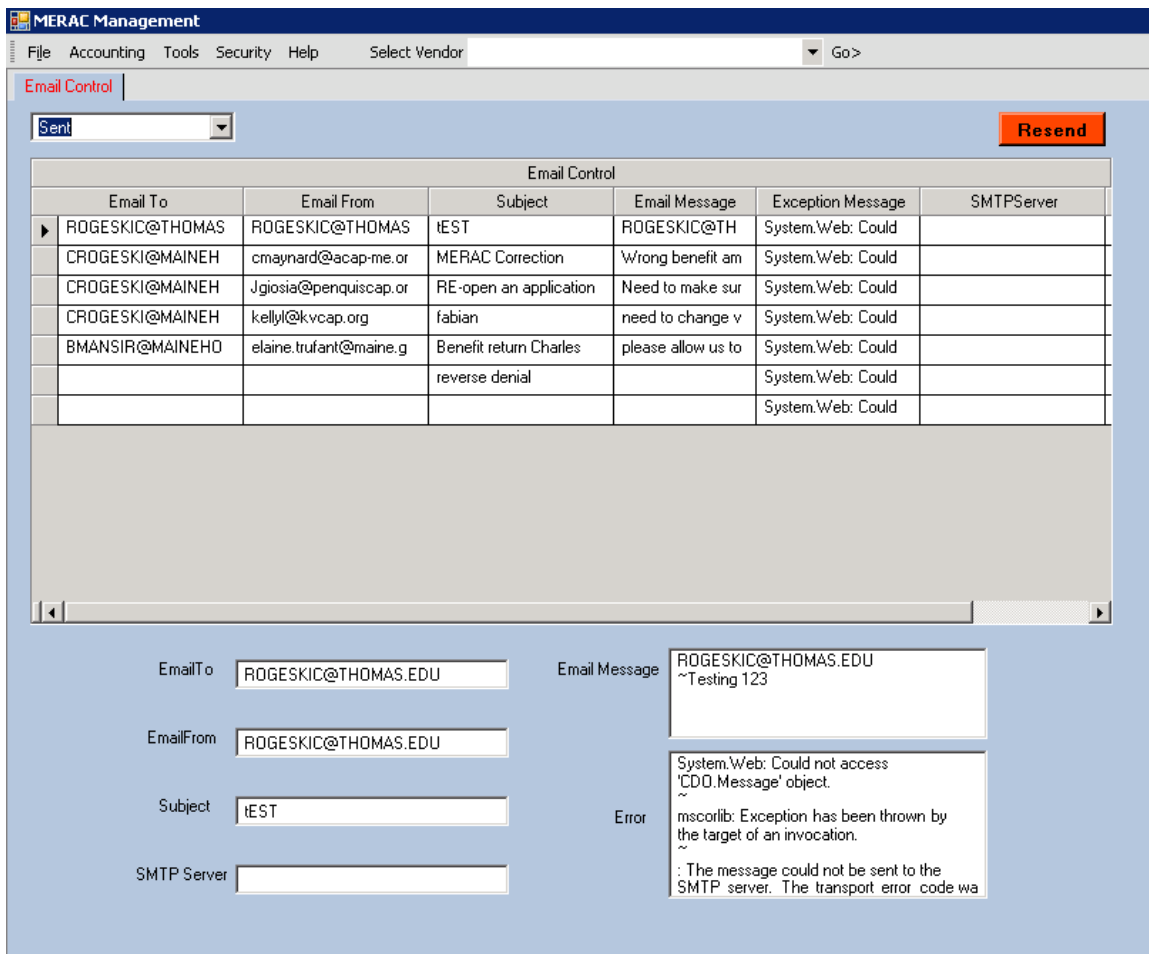 MERAC Management
File Accounting Tools Security Help Select Vendor Go>
Email Control
Sent
Resend
Email Control
Email To Email From Subject Email Message Exception Message SMTPServer
ROGESKIC@THOMAS ROGESKIC@THOMAS tEST ROGESKIC@TH System.Web: Could
CROGESKI@MAINEH cmaynard@acap-me.or MERAC Correction Wrong benefit am System.Web: Could
CROGESKI@MAINEH Jgiosia@penquiscap.or RE-open an application Need to make sur System.Web: Could
CROGESKI@MAINEH kellyl@kvcap.org fabian need to change v System.Web: Could
BMANSIR@MAINEHO elaine.trufant@maine.g Benefit return Charles please allow us to System.Web: Could
reverse denial System.Web: Could
System.Web: Could
EmailTo ROGESKIC@THOMAS.EDU
EmailFrom ROGESKIC@THOMAS.EDU
Subject tEST
SMTP Server
Email Message ROGESKIC@THOMAS.EDU
~Testing 123
Error
System.Web: Could not access
'CDO.Message' object.
~
mscorlib: Exception has been thrown by
the target of an invocation.
~
: The message could not be sent to the
SMTP server. The transport error code wa